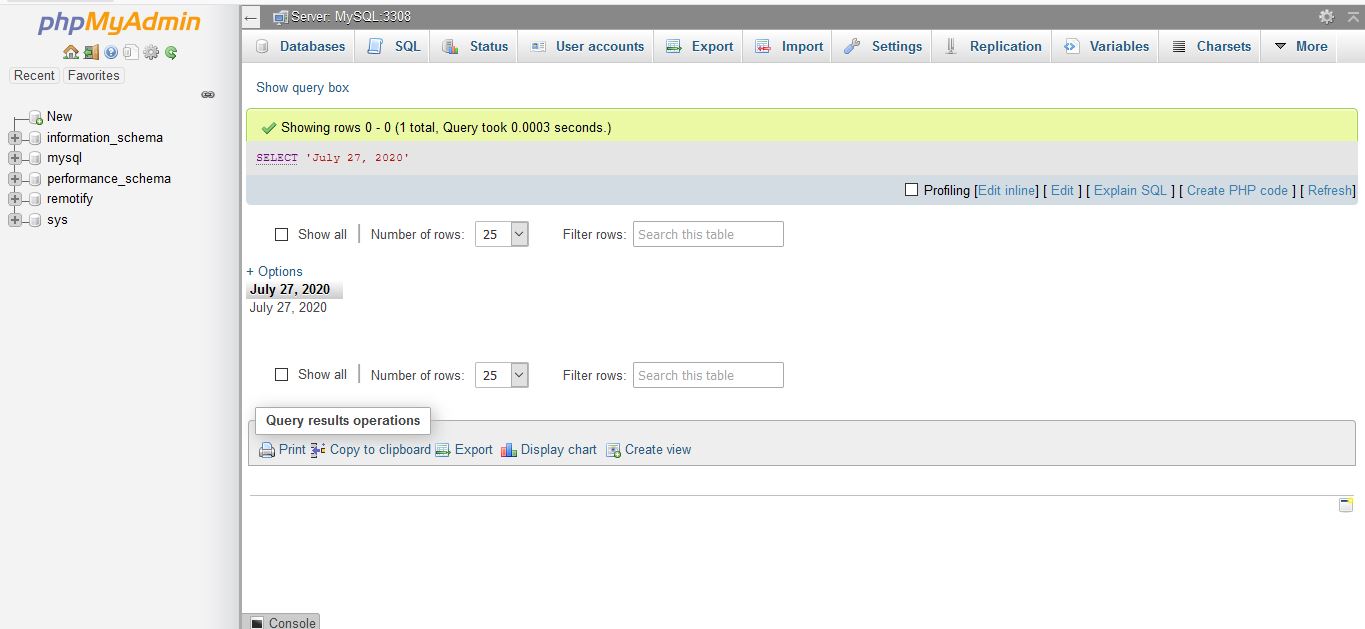 phpMyAdmin
Recent Favorites
New
information_schema
mysql
performance_schema
remotify
sys
Server: MySQL:3308
Databases SQL Status User accounts Export Import Settings Replication Variables Charsets More
Show query box
Showing rows 0 - 0 (1 total, Query took 0.0003 seconds.)
SELECT 'July 27, 2020'
Profiling [Edit inline] [ Edit ] [ Explain SQL ] [ Create PHP code ] [ Refresh]
Show all Number of rows: 25 Filter rows: Search this table
+ Options
July 27, 2020
July 27, 2020
Show all Number of rows: 25 Filter rows: Search this table
Query results operations
Print Copy to clipboard Export Display chart Create view
Console